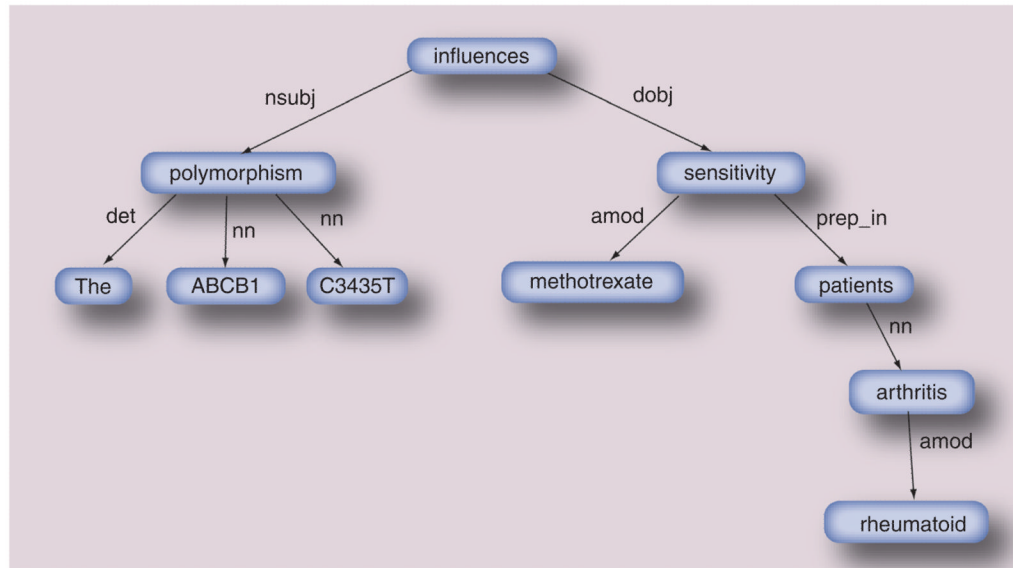 influences
nsubj
dobj
polymorphism
sensitivity
det
nn
nn
amod
prep_in
The
ABCB1
C3435T
methotrexate
patients
nn
arthritis
amod
rheumatoid